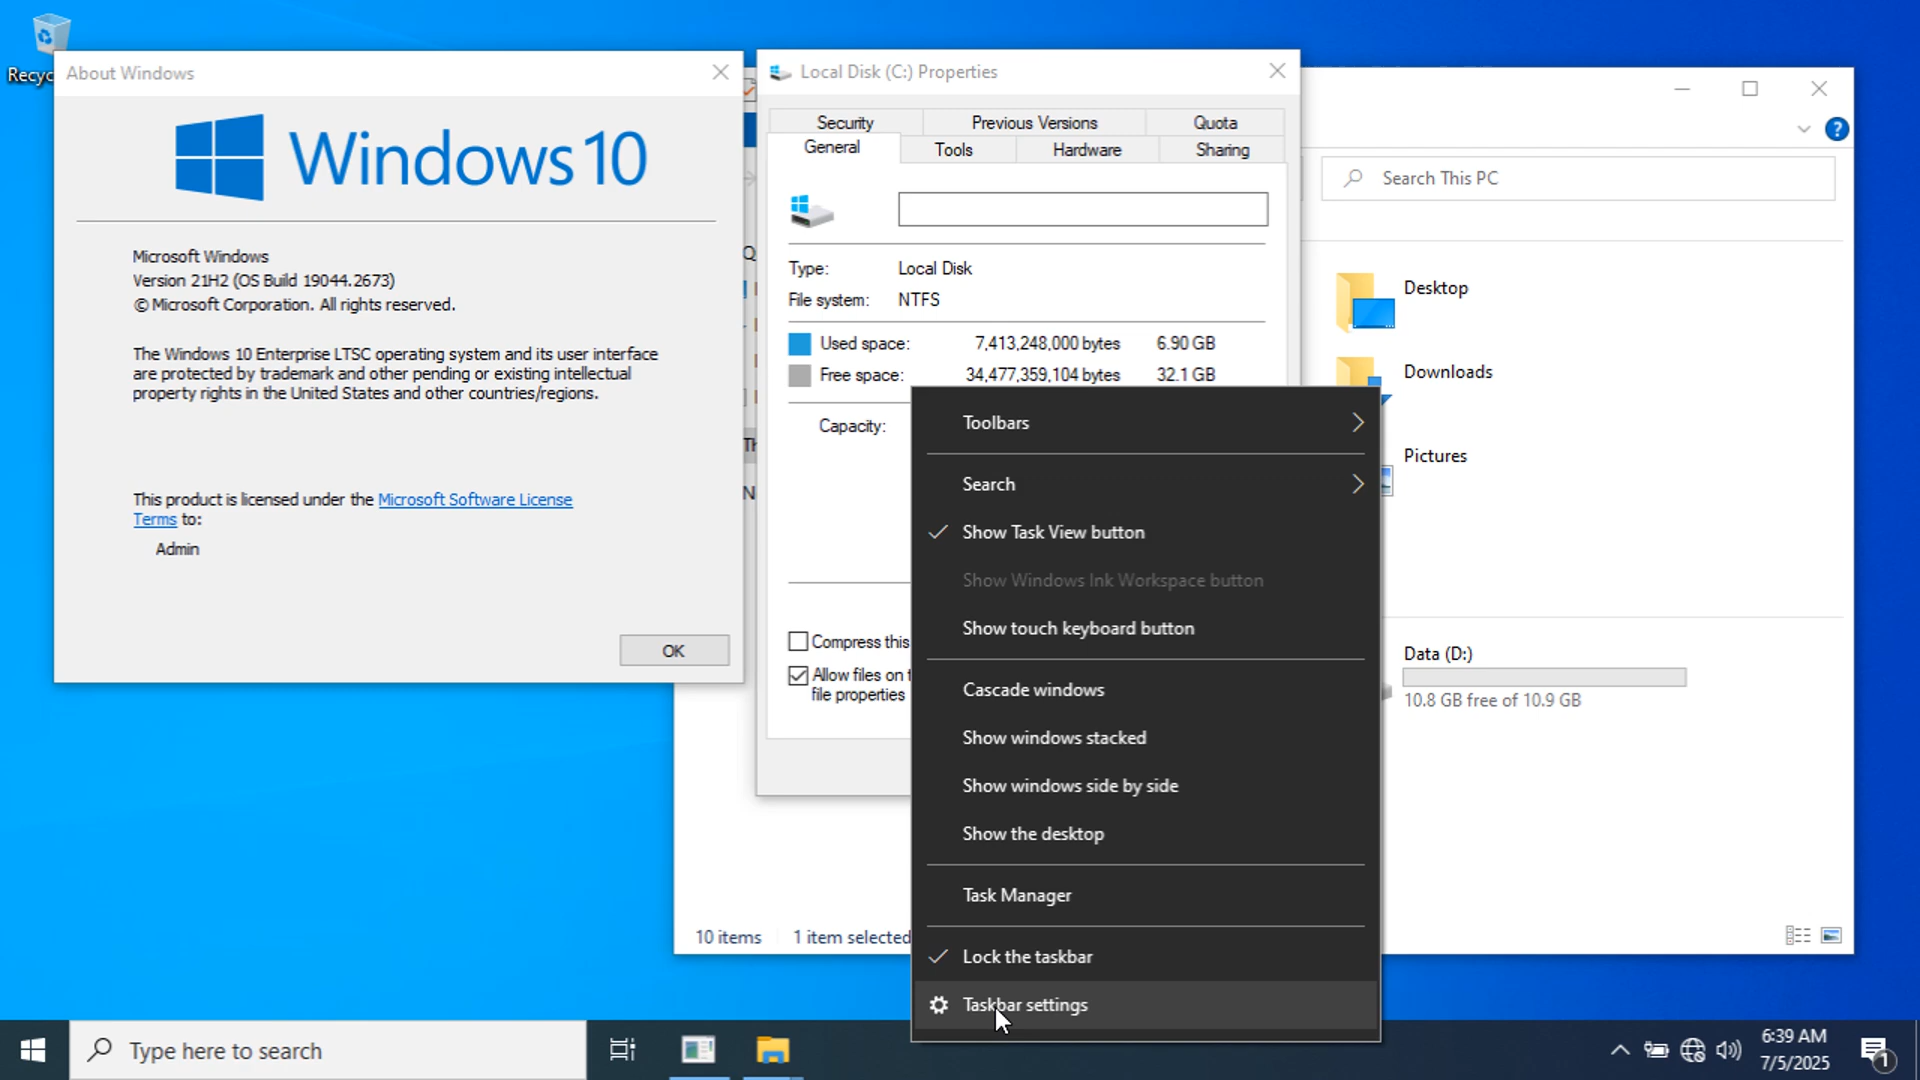 Recyc
About Windows
Windows 10
Microsoft Windows
Version 21H2 (OS Build 19044.2673)
© Microsoft Corporation. All rights reserved.
The Windows 10 Enterprise LTSC operating system and its user interface
are protected by trademark and other pending or existing intellectual
property rights in the United States and other countries/regions.
This product is licensed under the Microsoft Software License
Terms to:
Admin
OK
Local Disk (C:) Properties
Security
Previous Versions
Quota
General
Tools
Hardware
Sharing
Type:
Local Disk
File system:
NTFS
Used space:
7,413,248,000 bytes
6.90 GB
Free space:
34,477,359,104 bytes
32.1 GB
Capacity:
Compress this
Allow files on t
file properties
Search This PC
Desktop
Downloads
Pictures
Data (D:)
10.8 GB free of 10.9 GB
10 items
1 item selected
Toolbars
Search
Show Task View button
Show Windows Ink Workspace button
Show touch keyboard button
Cascade windows
Show windows stacked
Show windows side by side
Show the desktop
Task Manager
Lock the taskbar
Taskbar settings
Type here to search
6:39 AM
7/5/2025
1